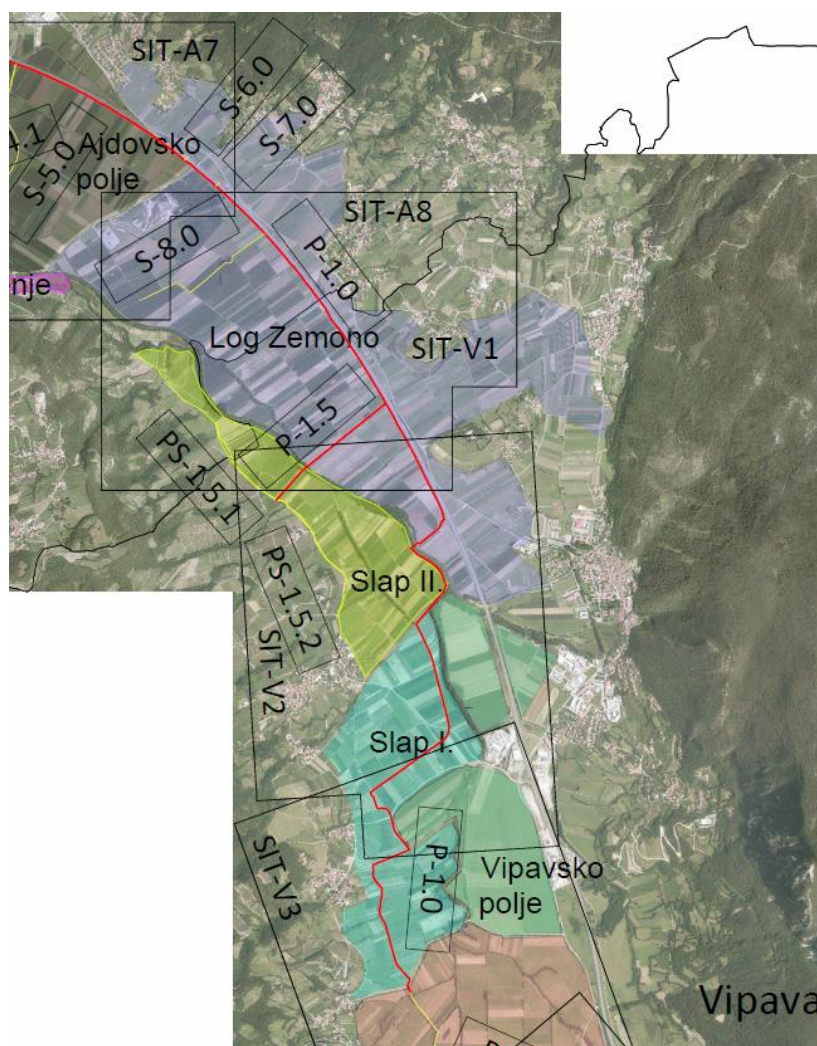 SIT-A7
S-6.0
S-7.0
4.1
S-5.0
Ajdovsko
polje
SIT-A8
S-8.0
P-1.0
nje
Log Zemono
SIT-V1
P-1.5
PS-1.5.1
PS-1.5.2
Slap II.
SIT-V2
Slap I.
SIT-V3
P-1.0
Vipavsko
polje
Vipava